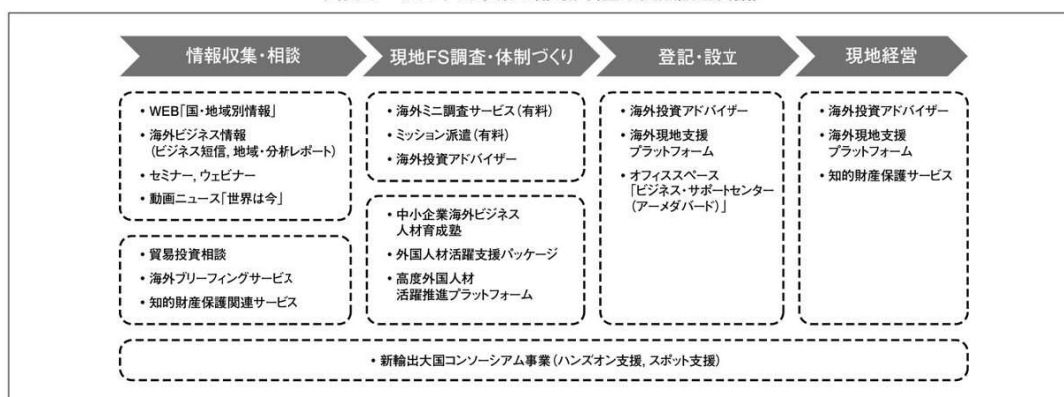 情報収集・相談
現地FS調査・体制づくり
登記・設立
現地経営
・WEB「国・地域別情報」
・海外ビジネス情報
(ビジネス短信, 地域・分析レポート)
・セミナー, ウェビナー
・動画ニュース「世界は今」
・貿易投資相談
・海外ブリーフィングサービス
・知的財産保護関連サービス
・海外ミニ調査サービス(有料)
・ミッション派遣(有料)
・海外投資アドバイザー
・中小企業海外ビジネス
人材育成塾
・外国人材活躍支援パッケージ
・高度外国人材
活躍推進プラットフォーム
・海外投資アドバイザー
・海外現地支援
プラットフォーム
・オフィススペース
「ビジネス・サポートセンター
(アーメダバード)」
・海外投資アドバイザー
・海外現地支援
プラットフォーム
・知的財産保護サービス
・新輸出大国コンソーシアム事業(ハンズオン支援, スポット支援)